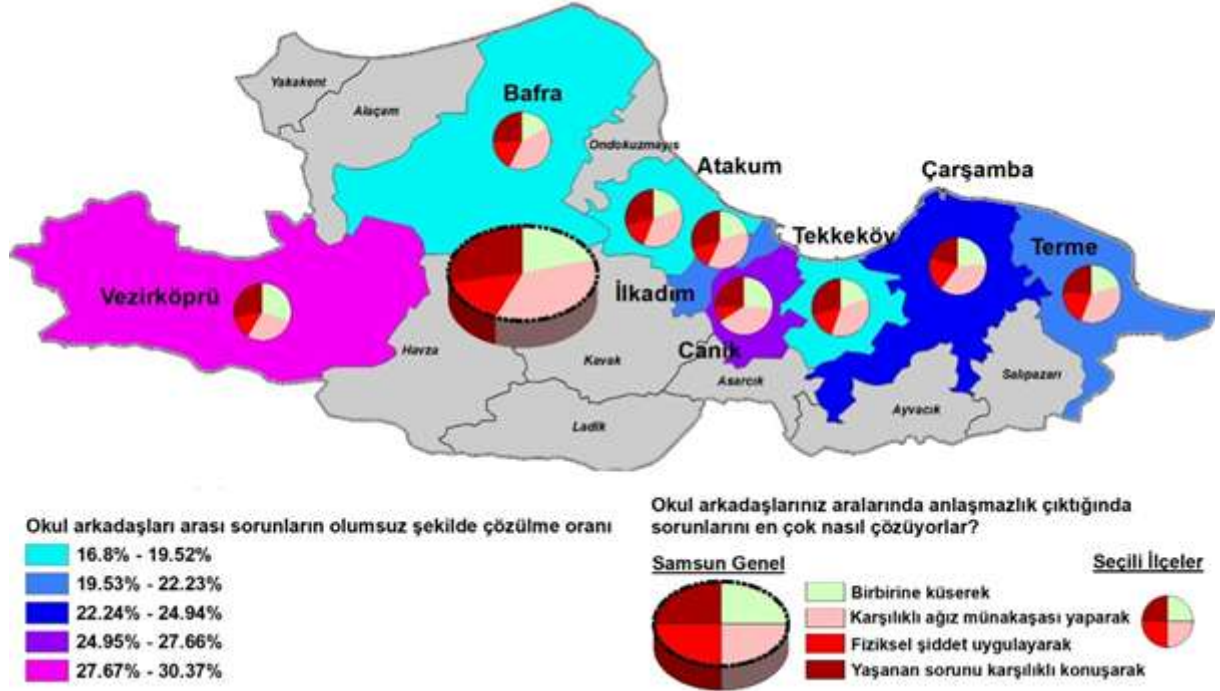 Yakakent
Alaçam
Bafra
Ondokuzmayıs
Atakum
Çarşamba
Tekkeköy
Terme
Vezirköprü
İlkadım
Havza
Kavak
Canik
Asarcık
Salıpazarı
Ayvacık
Ladik
Okul arkadaşları arası sorunların olumsuz şekilde çözülme oranı
16.8% - 19.52%
19.53% - 22.23%
22.24% - 24.94%
24.95% - 27.66%
27.67% - 30.37%
Okul arkadaşlarınız aralarında anlaşmazlık çıktığında
sorunlarını en çok nasıl çözüyorlar?
Samsun Genel
Seçili İlçeler
Birbirine küserek
Karşılıklı ağız münakaşası yaparak
Fiziksel şiddet uygulayarak
Yaşanan sorunu karşılıklı konuşarak